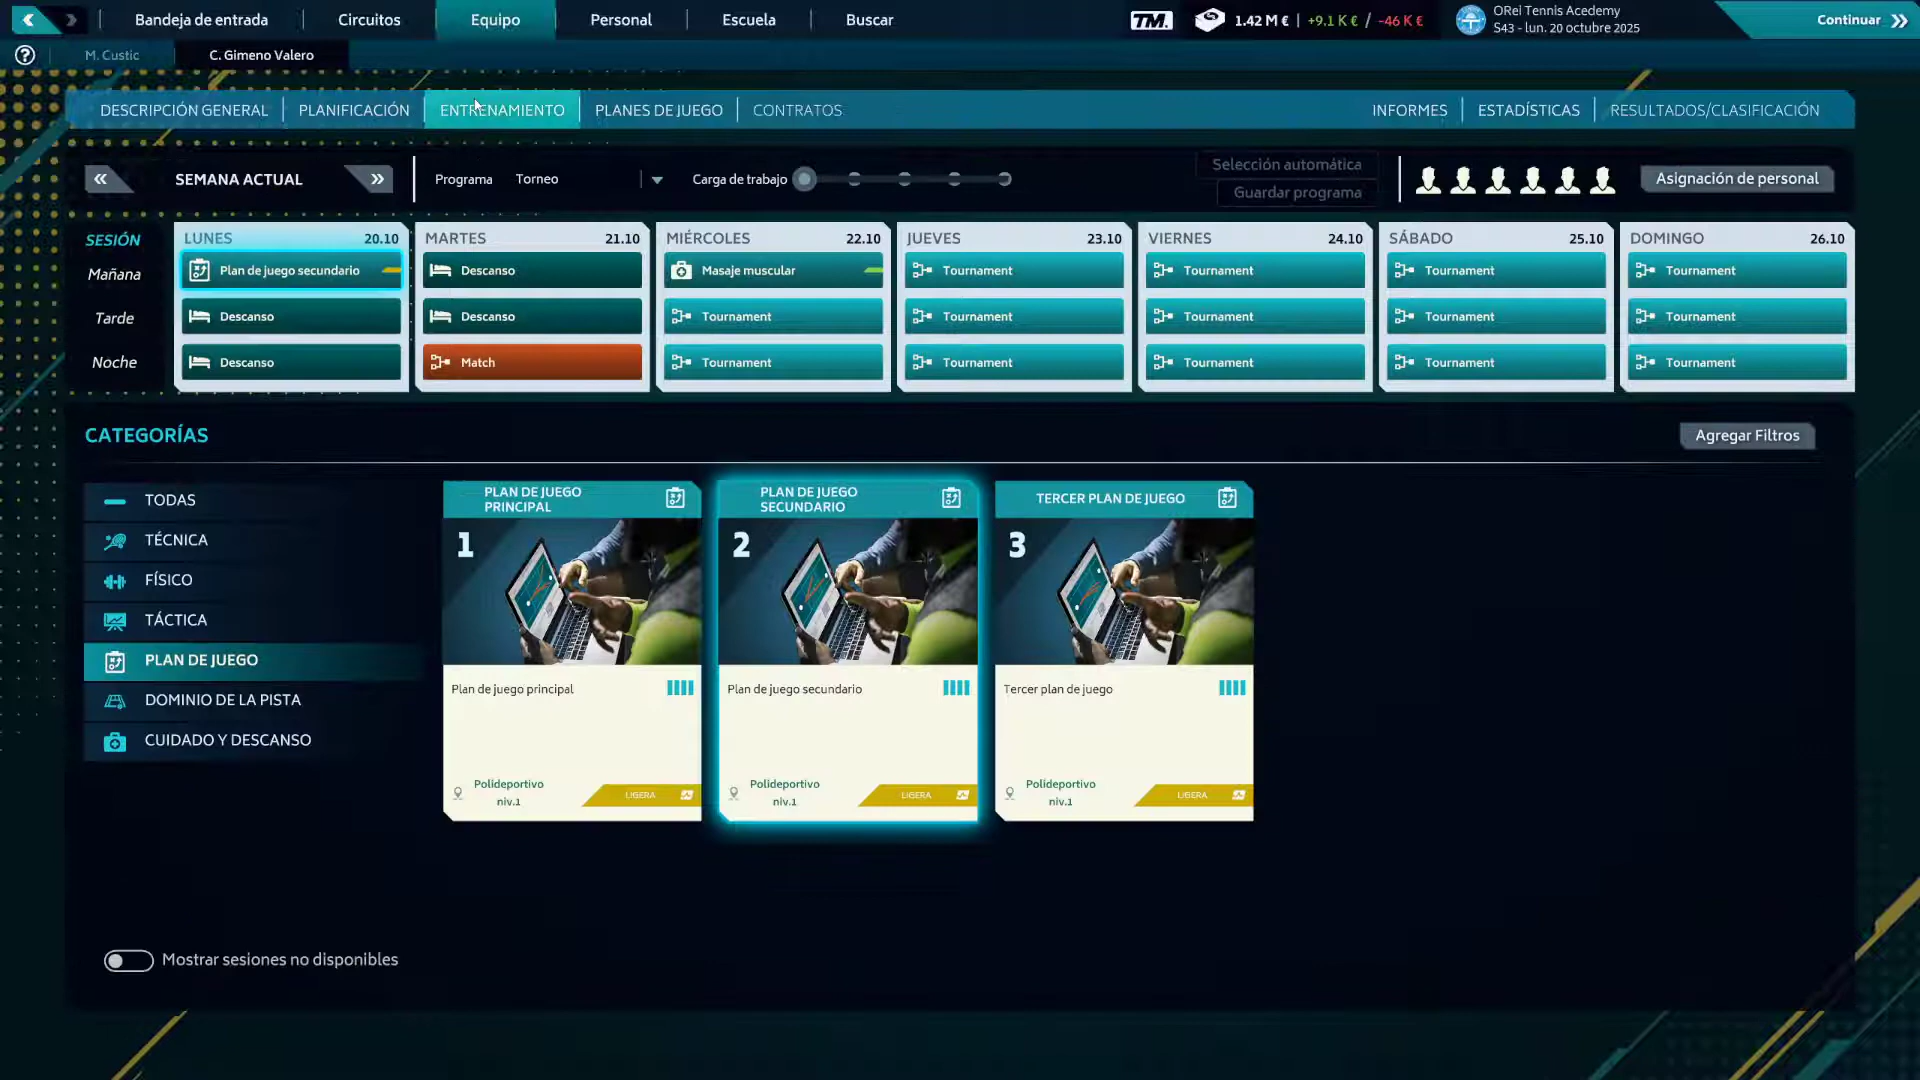 Bandeja de entrada
Circuitos
Equipo
Personal
Escuela
Buscar
TM.
1.42 M €
+9.1 K €
/
-46 K €
ORei Tennis Acedemy
S43 - lun. 20 octubre 2025
Continuar
M. Custic
C. Gimeno Valero
DESCRIPCIÓN GENERAL
PLANIFICACIÓN
ENTRENAMIENTO
PLANES DE JUEGO
CONTRATOS
INFORMES
ESTADÍSTICAS
RESULTADOS/CLASIFICACIÓN
SEMANA ACTUAL
Programa
Torneo
Carga de trabajo
Selección automática
Guardar programa
Asignación de personal
SESIÓN
LUNES 20.10
MARTES 21.10
MIÉRCOLES 22.10
JUEVES 23.10
VIERNES 24.10
SÁBADO 25.10
DOMINGO 26.10
Mañana
Plan de juego secundario
Descanso
Masaje muscular
Tournament
Tournament
Tournament
Tournament
Tarde
Descanso
Descanso
Tournament
Tournament
Tournament
Tournament
Tournament
Noche
Descanso
Match
Tournament
Tournament
Tournament
Tournament
Tournament
CATEGORÍAS
Agregar Filtros
TODAS
TÉCNICA
FÍSICO
TÁCTICA
PLAN DE JUEGO
DOMINIO DE LA PISTA
CUIDADO Y DESCANSO
PLAN DE JUEGO
PRINCIPAL
1
Plan de juego principal
Polideportivo
niv.1
LIGERA
PLAN DE JUEGO
SECUNDARIO
2
Plan de juego secundario
Polideportivo
niv.1
LIGERA
TERCER PLAN DE JUEGO
3
Tercer plan de juego
Polideportivo
niv.1
LIGERA
Mostrar sesiones no disponibles